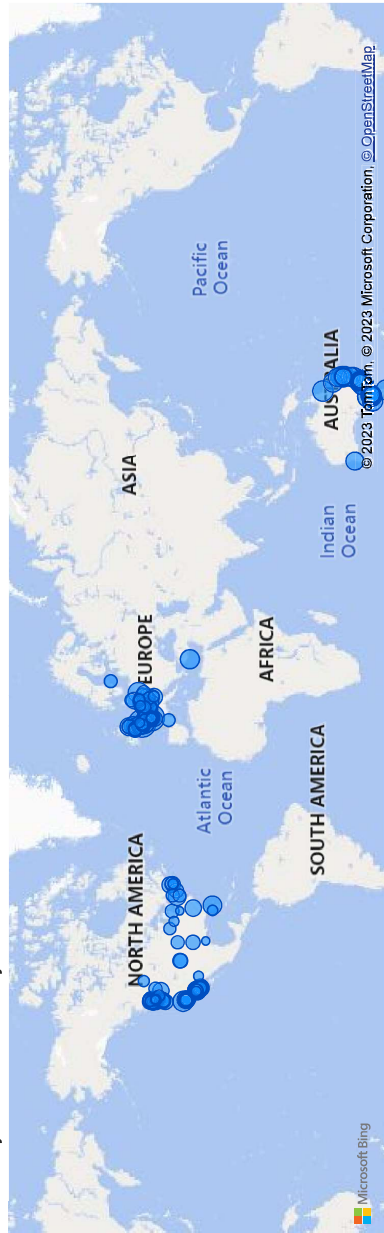 NORTH AMERICA
EUROPE
ASIA
Pacific
Ocean
Atlantic
Ocean
AFRICA
Indian
Ocean
SOUTH AMERICA
Microsoft Bing
© 2023 TomTom, © 2023 Microsoft Corporation, © OpenStreetMap